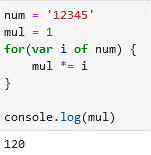 num = '12345'
mul = 1
for(var i of num) {
    mul *= i
}
console.log(mul)
120